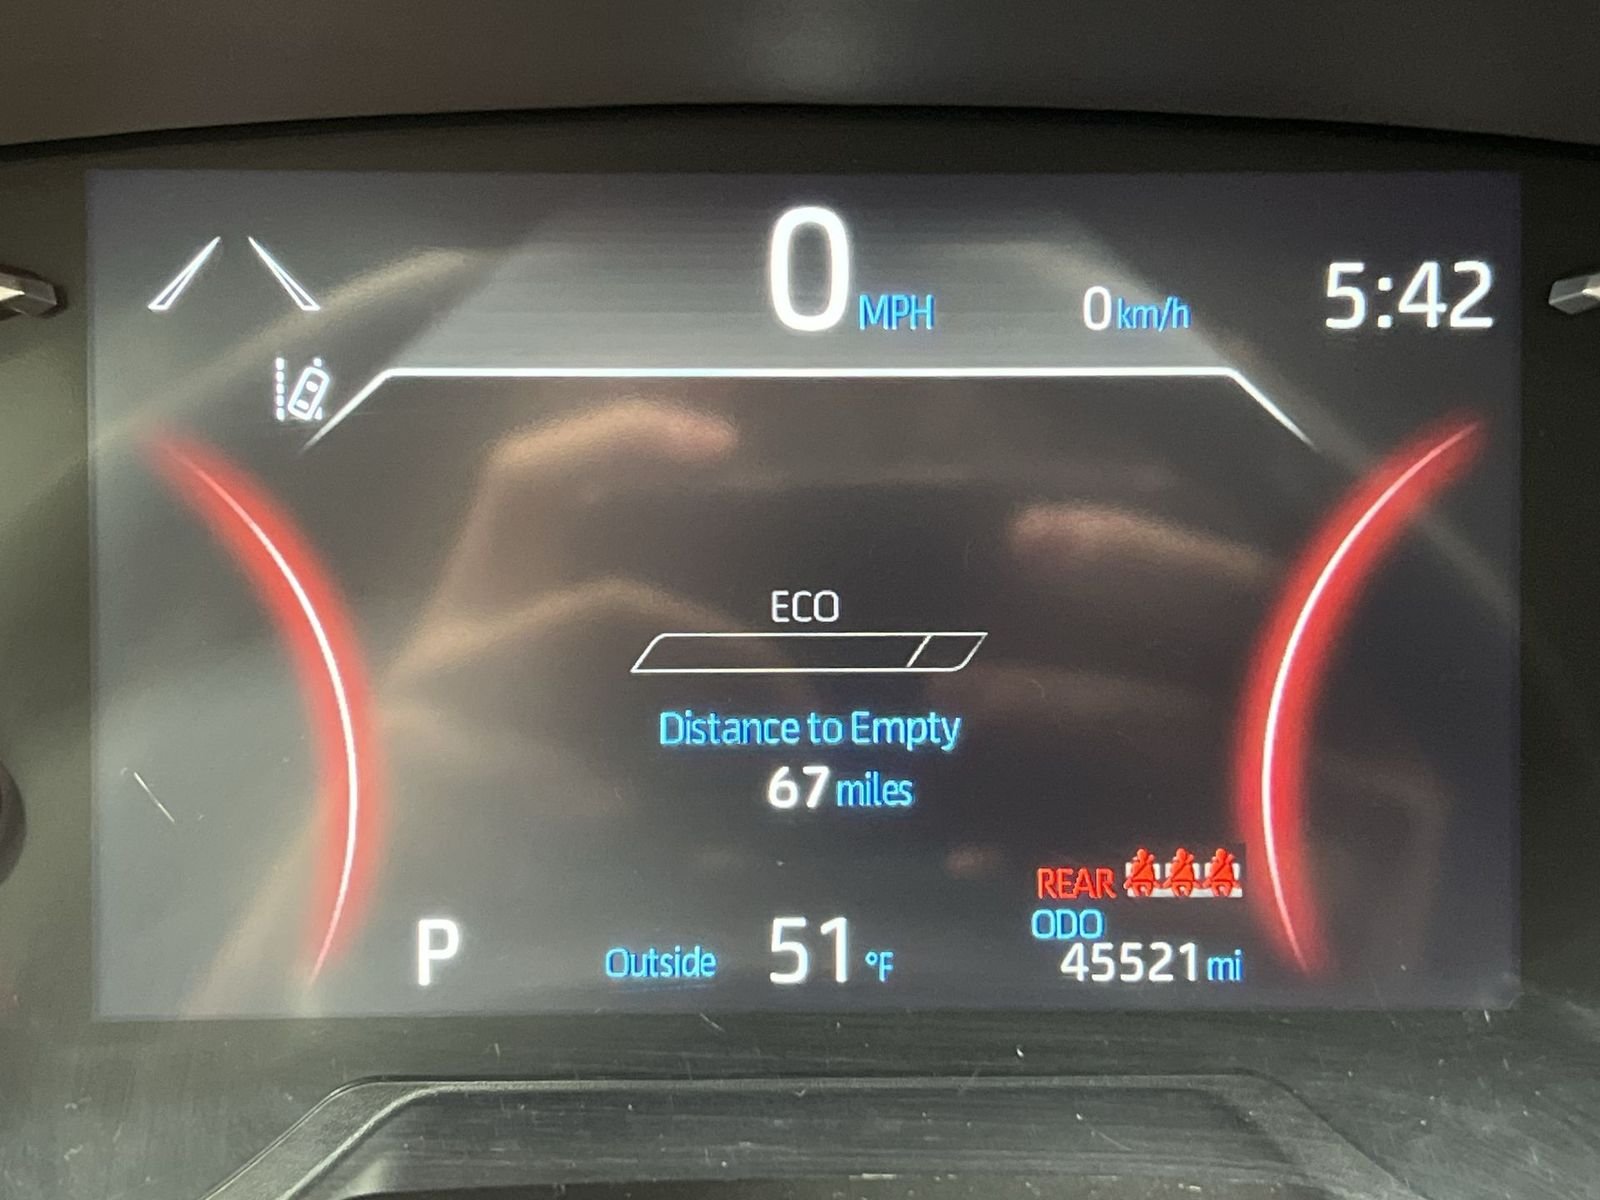 0 MPH
0 km/h
5:42
ECO
Distance to Empty
67 miles
REAR
ODO
P
Outside 51 °F
45521 mi